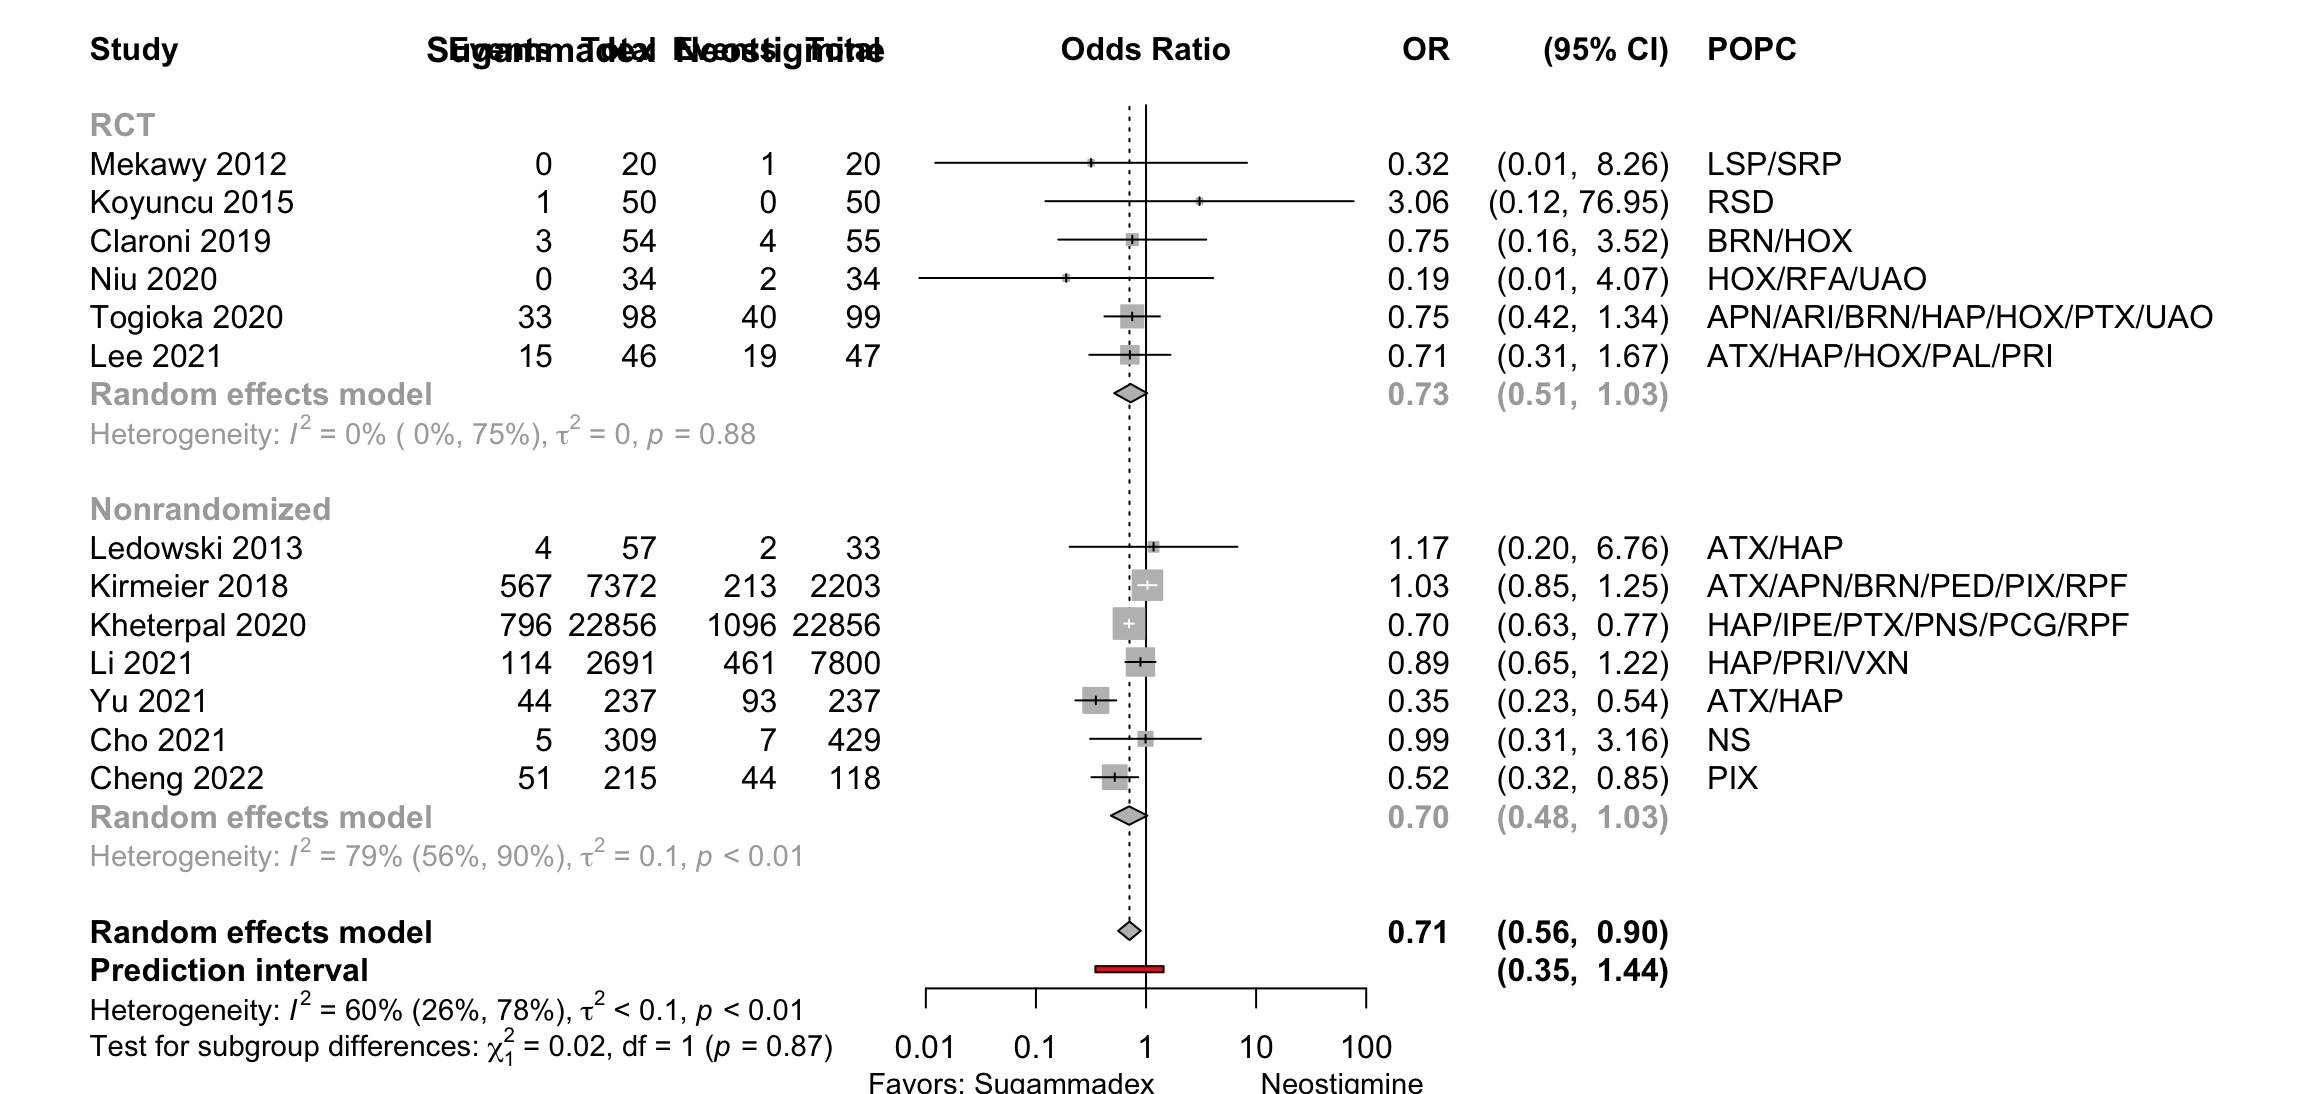 Study Sugammadex Events Total Neostigmine Events Total Odds Ratio OR (95% CI) POPC
RCT
Mekawy 2012 0 20 1 20 0.32 (0.01, 8.26) LSP/SRP
Koyuncu 2015 1 50 0 50 3.06 (0.12, 76.95) RSD
Claroni 2019 3 54 4 55 0.75 (0.16, 3.52) BRN/HOX
Niu 2020 0 34 2 34 0.19 (0.01, 4.07) HOX/RFA/UAO
Togioka 2020 33 98 40 99 0.75 (0.42, 1.34) APN/ARI/BRN/HAP/HOX/PTX/UAO
Lee 2021 15 46 19 47 0.71 (0.31, 1.67) ATX/HAP/HOX/PAL/PRI
Random effects model 0.73 (0.51, 1.03)
Heterogeneity: I² = 0% ( 0%, 75%), τ² = 0, p = 0.88
Nonrandomized
Ledowski 2013 4 57 2 33 1.17 (0.20, 6.76) ATX/HAP
Kirmeier 2018 567 7372 213 2203 1.03 (0.85, 1.25) ATX/APN/BRN/PED/PIX/RPF
Kheterpal 2020 796 22856 1096 22856 0.70 (0.63, 0.77) HAP/IPE/PTX/PNS/PCG/RPF
Li 2021 114 2691 461 7800 0.89 (0.65, 1.22) HAP/PRI/VXN
Yu 2021 44 237 93 237 0.35 (0.23, 0.54) ATX/HAP
Cho 2021 5 309 7 429 0.99 (0.31, 3.16) NS
Cheng 2022 51 215 44 118 0.52 (0.32, 0.85) PIX
Random effects model 0.70 (0.48, 1.03)
Heterogeneity: I² = 79% (56%, 90%), τ² = 0.1, p < 0.01
Random effects model 0.71 (0.56, 0.90)
Prediction interval (0.35, 1.44)
Heterogeneity: I² = 60% (26%, 78%), τ² < 0.1, p < 0.01
Test for subgroup differences: χ²₁ = 0.02, df = 1 (p = 0.87)
0.01 0.1 1 10 100
Favors: Sugammadex Neostigmine